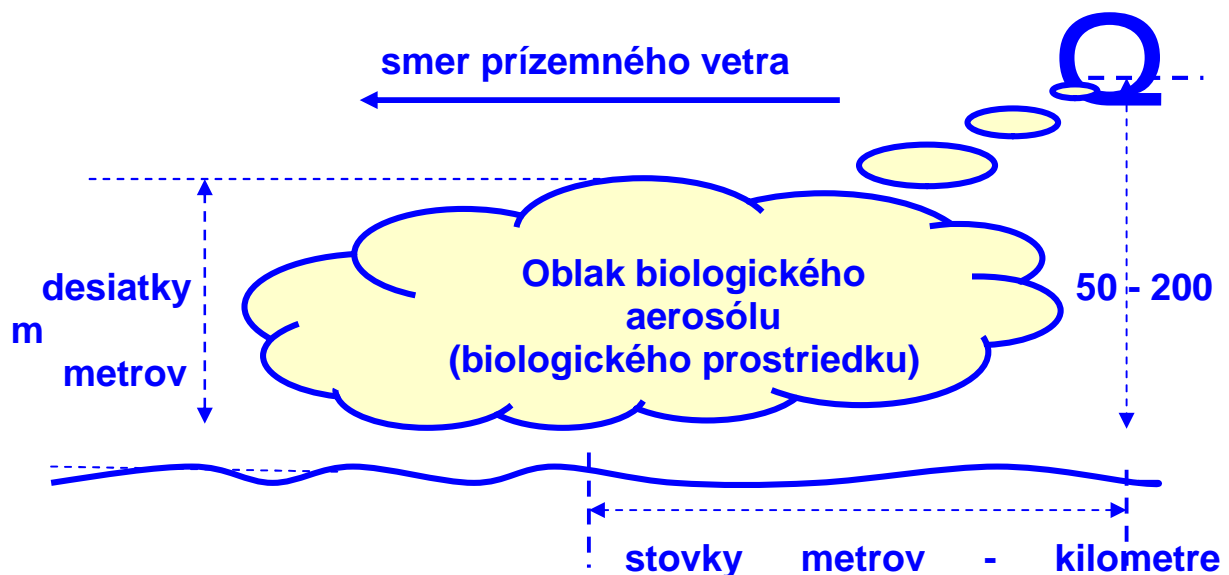 smer prízemného vetra
Oblak biologického
aerosólu
(biologického prostriedku)
desiatky
m
metrov
50 - 200
stovky metrov - kilometre